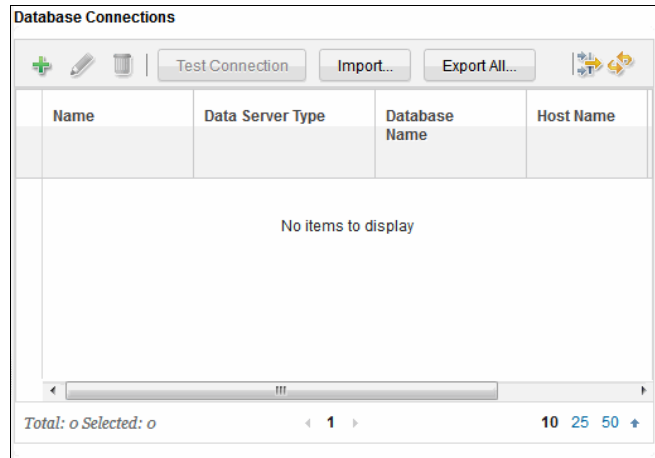 Database Connections
Test Connection Import... Export All...
Name Data Server Type Database Name Host Name
No items to display
Total: 0 Selected: 0 1 10 25 50